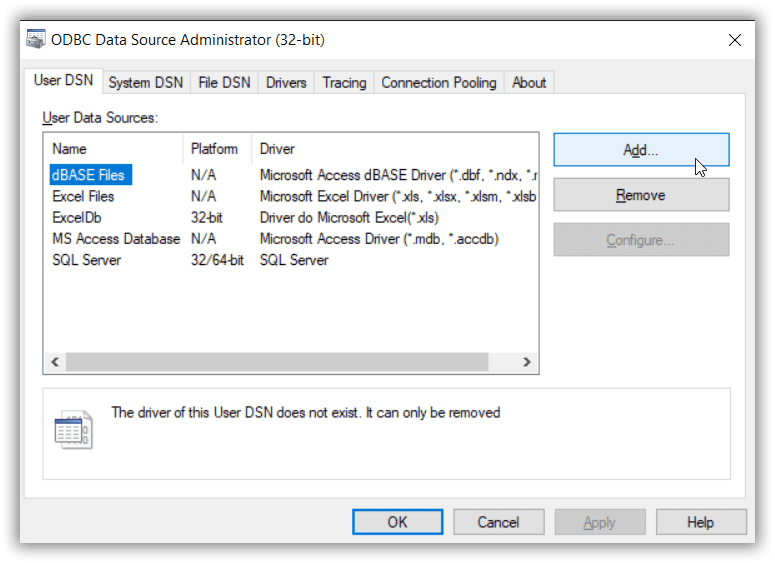 ODBC Data Source Administrator (32-bit)
User DSN System DSN File DSN Drivers Tracing Connection Pooling About
User Data Sources:
Name Platform Driver
dBASE Files N/A Microsoft Access dBASE Driver (*.dbf, *.ndx, *.r
Excel Files N/A Microsoft Excel Driver (*.xls, *.xlsx, *.xlsm, *.xlsb
ExcelDb 32-bit Driver do Microsoft Excel(*.xls)
MS Access Database N/A Microsoft Access Driver (*.mdb, *.accdb)
SQL Server 32/64-bit SQL Server
Add...
Remove
Configure...
The driver of this User DSN does not exist. It can only be removed
OK Cancel Apply Help